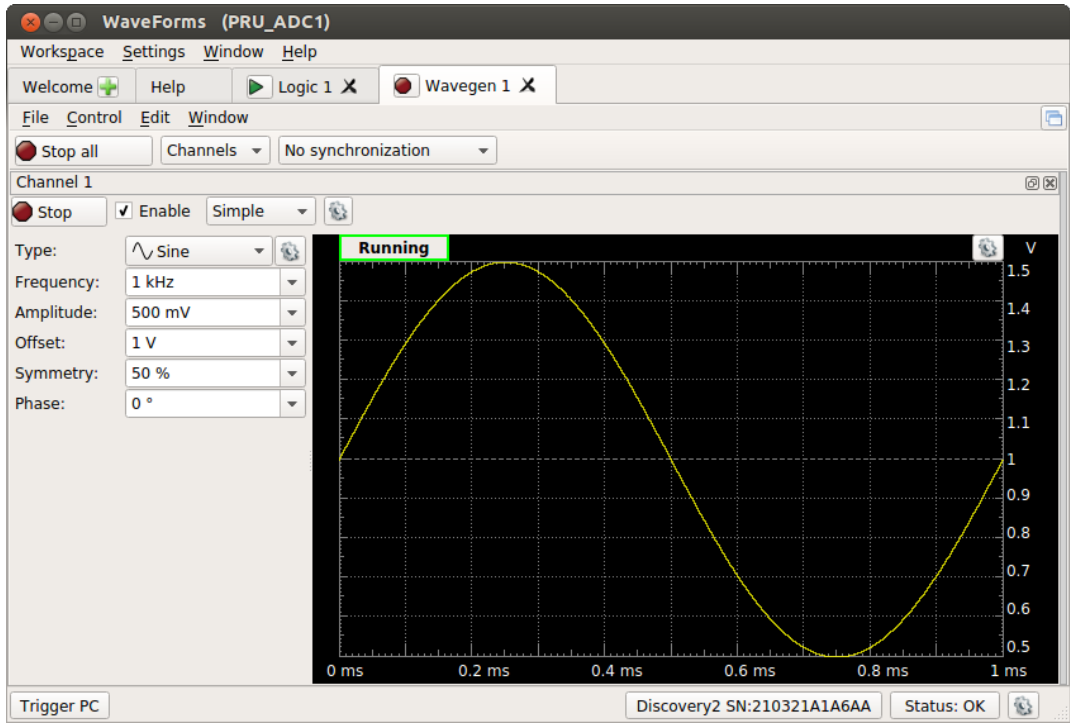 WaveForms (PRU_ADC1)
Workspace Settings Window Help
Welcome Help Logic 1 Wavegen 1
File Control Edit Window
Stop all Channels No synchronization
Channel 1
Stop Enable Simple
Type: Sine
Frequency: 1 kHz
Amplitude: 500 mV
Offset: 1 V
Symmetry: 50 %
Phase: 0 °
Running V
1.5
1.4
1.3
1.2
1.1
1
0.9
0.8
0.7
0.6
0.5
0 ms 0.2 ms 0.4 ms 0.6 ms 0.8 ms 1 ms
Trigger PC Discovery2 SN:210321A1A6AA Status: OK